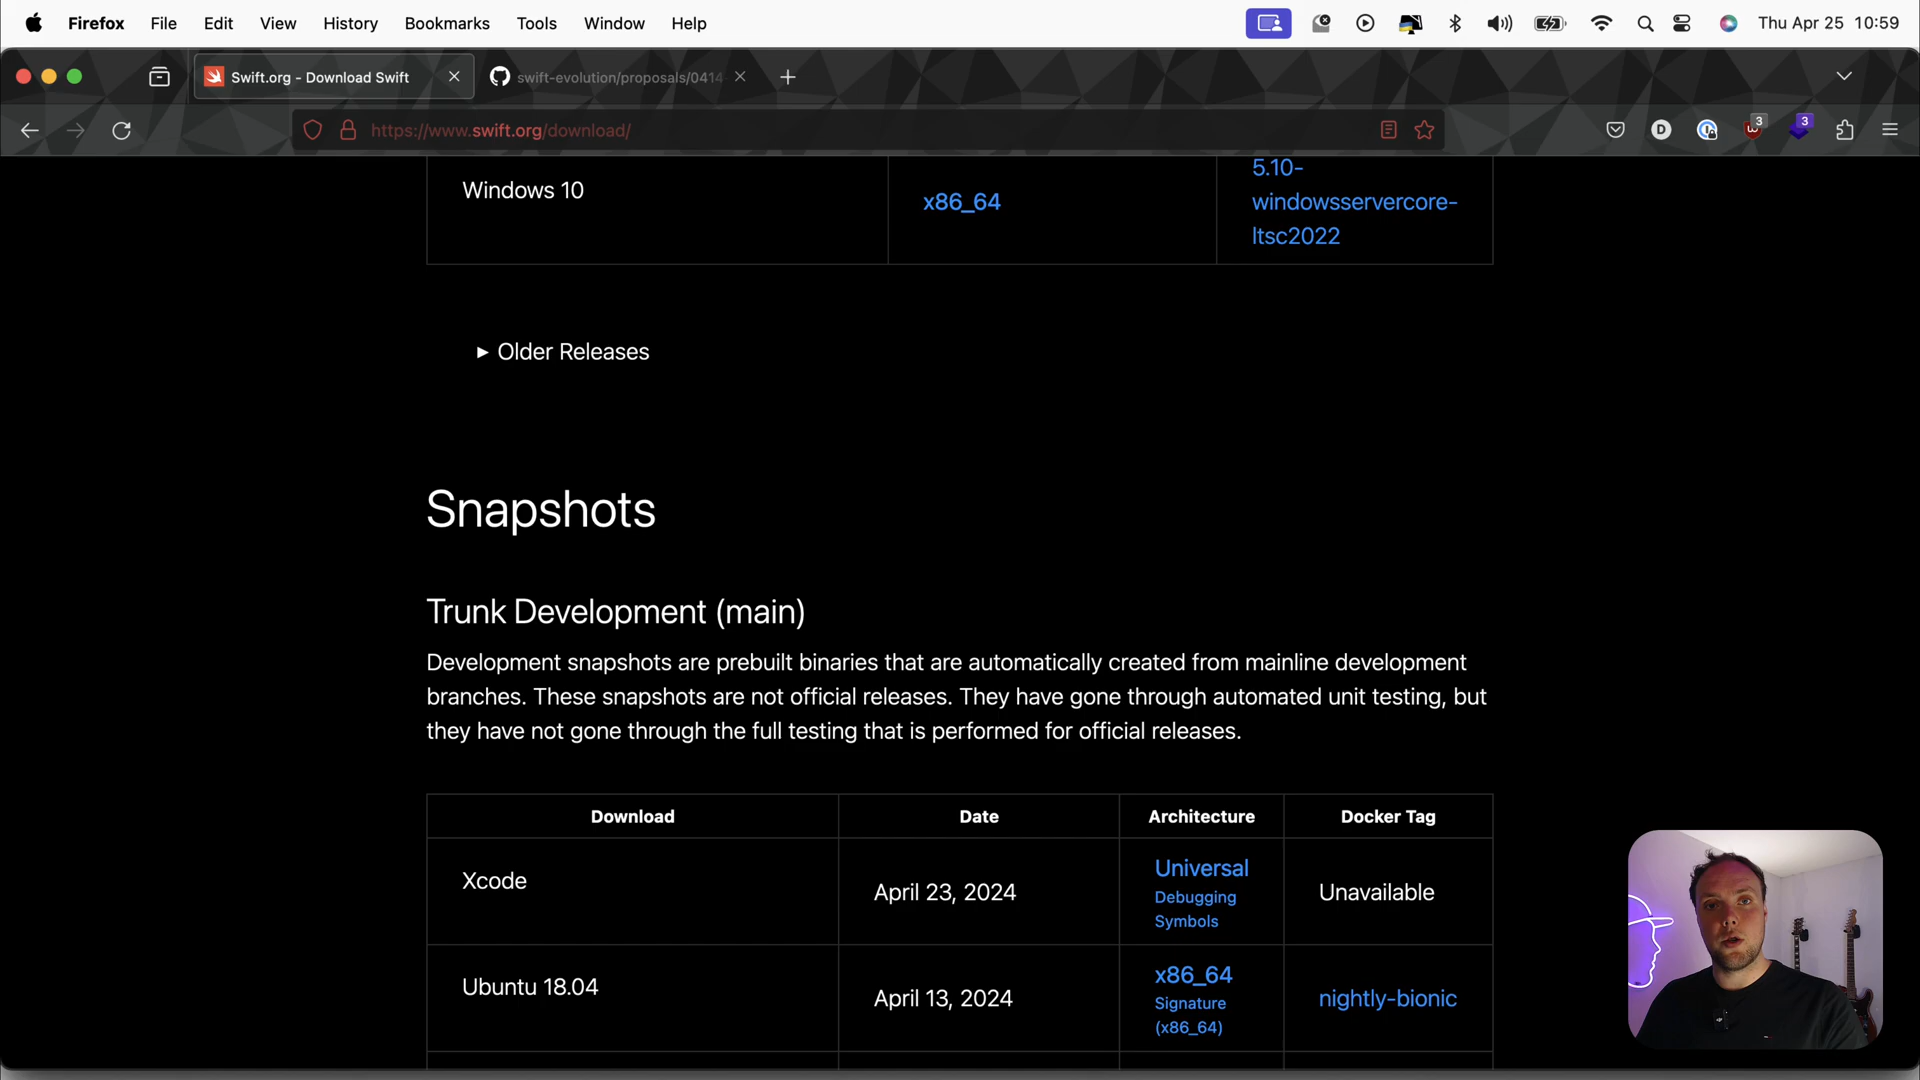 Firefox File Edit View History Bookmarks Tools Window Help Thu Apr 25 10:59
Swift.org - Download Swift swift-evolution/proposals/0414-
https://www.swift.org/download/ D 3 3
Windows 10 x86_64 5.10-
windowsservercore-
ltsc2022
Older Releases
Snapshots
Trunk Development (main)
Development snapshots are prebuilt binaries that are automatically created from mainline development
branches. These snapshots are not official releases. They have gone through automated unit testing, but
they have not gone through the full testing that is performed for official releases.
Download Date Architecture Docker Tag
Xcode April 23, 2024 Universal Unavailable
Debugging
Symbols
Ubuntu 18.04 April 13, 2024 x86_64 nightly-bionic
Signature
(x86_64)